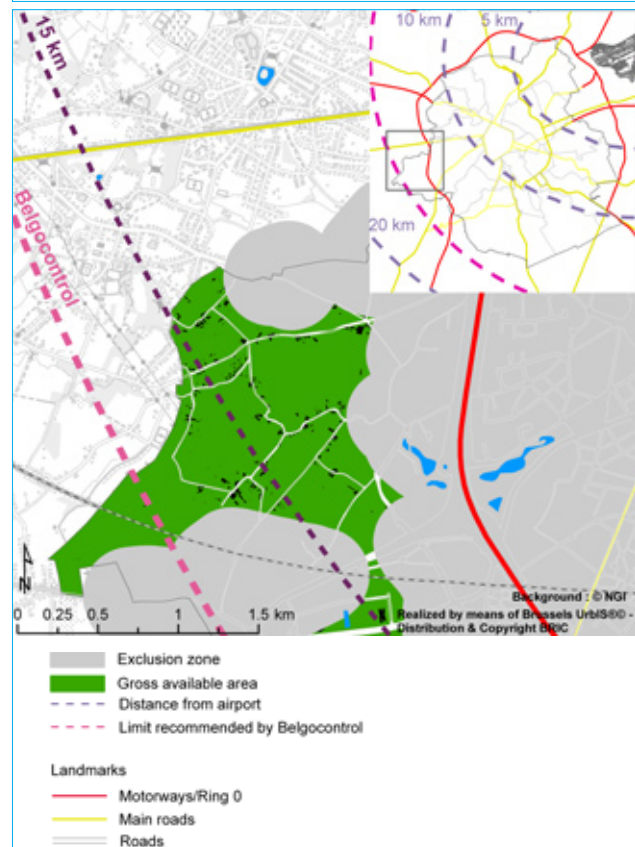 10 km
5 km
15 km
20 km
Belgocontrol
N
Background : © NGI
0 0.25 0.5 1.5 km
Realized by means of Brussels UrbIS®© -
Distribution & Copyright BRIC
Exclusion zone
Gross available area
Distance from airport
Limit recommended by Belgocontrol
Landmarks
Motorways/Ring 0
Main roads
Roads